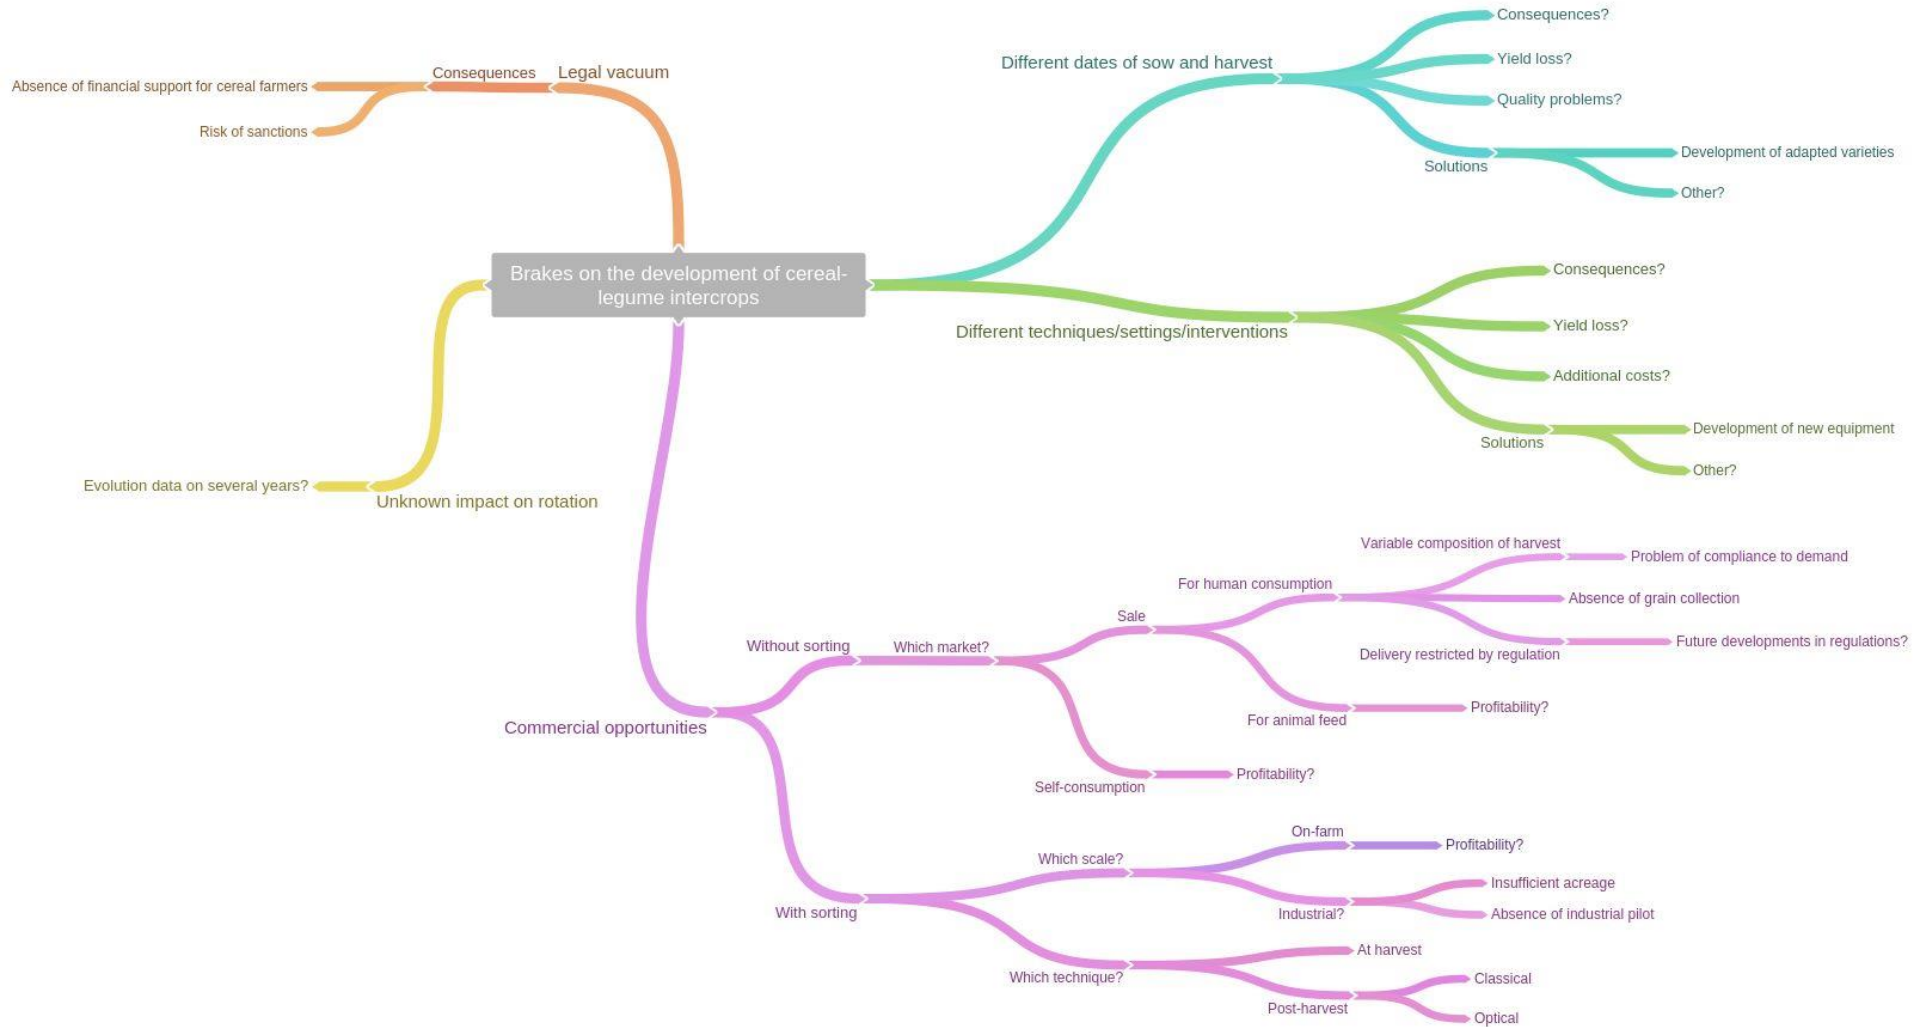 Brakes on the development of cereal-
legume intercrops
Legal vacuum
Consequences
Absence of financial support for cereal farmers
Risk of sanctions
Unknown impact on rotation
Evolution data on several years?
Different dates of sow and harvest
Consequences?
Yield loss?
Quality problems?
Solutions
Development of adapted varieties
Other?
Different techniques/settings/interventions
Consequences?
Yield loss?
Additional costs?
Solutions
Development of new equipment
Other?
Commercial opportunities
Without sorting
Which market?
Sale
For human consumption
Variable composition of harvest
Problem of compliance to demand
Absence of grain collection
Delivery restricted by regulation
Future developments in regulations?
For animal feed
Profitability?
Self-consumption
Profitability?
With sorting
Which scale?
On-farm
Profitability?
Industrial?
Insufficient acreage
Absence of industrial pilot
Which technique?
At harvest
Post-harvest
Classical
Optical